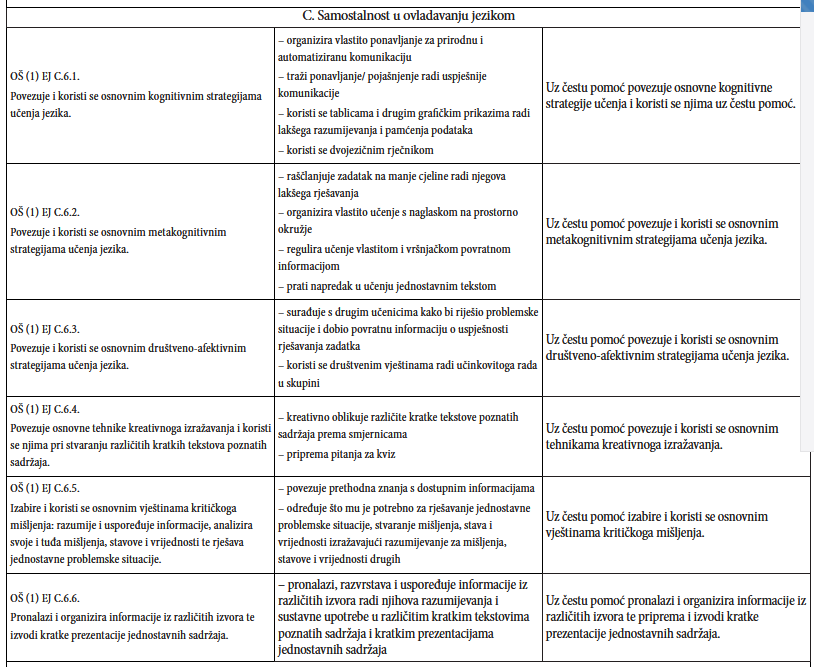 C. Samostalnost u ovladavanju jezikom
OŠ (1) EJ C.6.1.
Povezuje i koristi se osnovnim kognitivnim strategijama
učenja jezika.
– organizira vlastito ponavljanje za prirodnu i
automatiziranu komunikaciju
– traži ponavljanje/ pojašnjenje radi uspješnije
komunikacije
– koristi se tablicama i drugim grafičkim prikazima radi
lakšega razumijevanja i pamćenja podataka
– koristi se dvojezičnim rječnikom
Uz čestu pomoć povezuje osnovne kognitivne
strategije učenja i koristi se njima uz čestu pomoć.
OŠ (1) EJ C.6.2.
Povezuje i koristi se osnovnim metakognitivnim
strategijama učenja jezika.
– raščlanjuje zadatak na manje cjeline radi njegova
lakšega rješavanja
– organizira vlastito učenje s naglaskom na prostorno
okružje
– regulira učenje vlastitom i vršnjačkom povratnom
informacijom
– prati napredak u učenju jednostavnim tekstom
Uz čestu pomoć povezuje i koristi se osnovnim
metakognitivnim strategijama učenja jezika.
OŠ (1) EJ C.6.3.
Povezuje i koristi se osnovnim društveno-afektivnim
strategijama učenja jezika.
– surađuje s drugim učenicima kako bi riješio problemske
situacije i dobio povratnu informaciju o uspješnosti
rješavanja zadatka
– koristi se društvenim vještinama radi učinkovitoga rada
u skupini
Uz čestu pomoć povezuje i koristi se osnovnim
društveno-afektivnim strategijama učenja jezika.
OŠ (1) EJ C.6.4.
Povezuje osnovne tehnike kreativnoga izražavanja i koristi
se njima pri stvaranju različitih kratkih tekstova poznatih
sadržaja.
– kreativno oblikuje različite kratke tekstove poznatih
sadržaja prema smjernicama
– priprema pitanja za kviz
Uz čestu pomoć povezuje i koristi se osnovnim
tehnikama kreativnoga izražavanja.
OŠ (1) EJ C.6.5.
Izabire i koristi se osnovnim vještinama kritičkoga
mišljenja: razumije i uspoređuje informacije, analizira
svoje i tuđa mišljenja, stavove i vrijednosti te rješava
jednostavne problemske situacije.
– povezuje prethodna znanja s dostupnim informacijama
– određuje što mu je potrebno za rješavanje jednostavne
problemske situacije, stvaranje mišljenja, stava i
vrijednosti izražavajući razumijevanje za mišljenja,
stavove i vrijednosti drugih
Uz čestu pomoć izabire i koristi se osnovnim
vještinama kritičkoga mišljenja.
OŠ (1) EJ C.6.6.
Pronalazi i organizira informacije iz različitih izvora te
izvodi kratke prezentacije jednostavnih sadržaja.
– pronalazi, razvrstava i uspoređuje informacije iz
različitih izvora radi njihova razumijevanja i
sustavne upotrebe u različitim kratkim tekstovima
poznatih sadržaja i kratkim prezentacijama
jednostavnih sadržaja
Uz čestu pomoć pronalazi i organizira informacije iz
različitih izvora te priprema i izvodi kratke
prezentacije jednostavnih sadržaja.